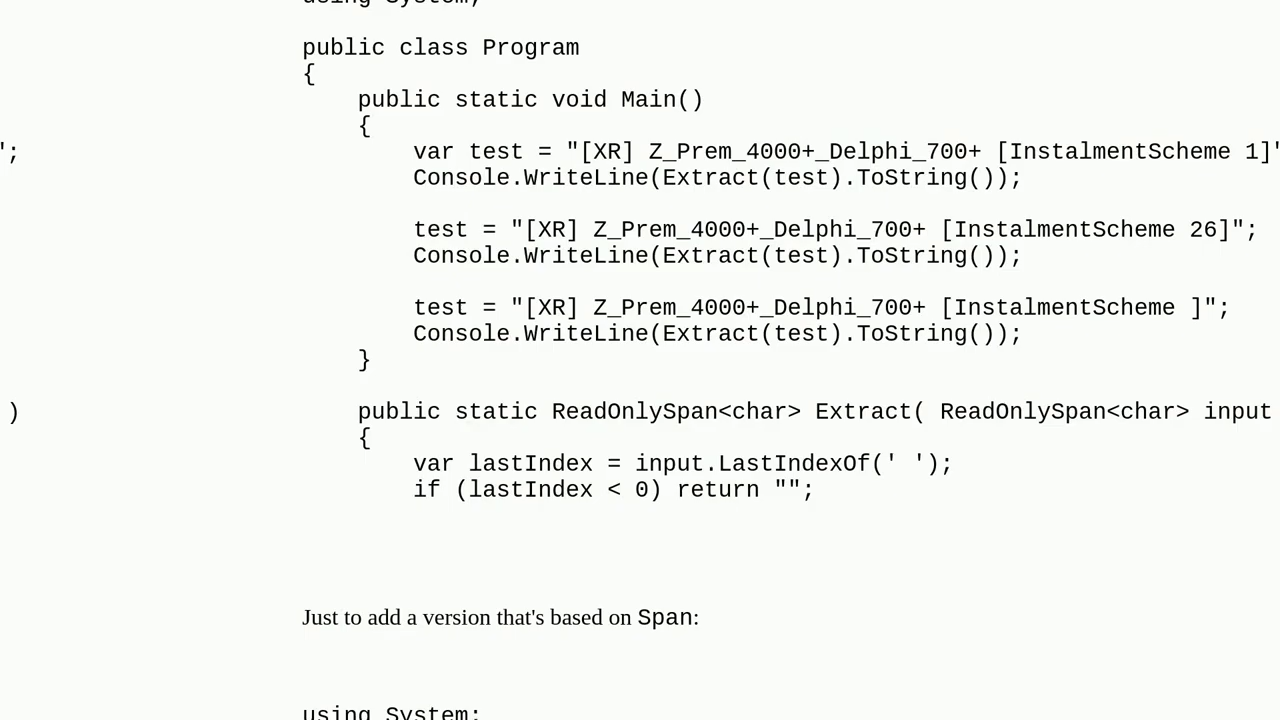 using System;
public class Program
{
    public static void Main()
    {
        var test = "[XR] Z_Prem_4000+_Delphi_700+ [InstalmentScheme 1]"
";
        Console.WriteLine(Extract(test).ToString());
        test = "[XR] Z_Prem_4000+_Delphi_700+ [InstalmentScheme 26]";
        Console.WriteLine(Extract(test).ToString());
        test = "[XR] Z_Prem_4000+_Delphi_700+ [InstalmentScheme ]";
        Console.WriteLine(Extract(test).ToString());
    }
    public static ReadOnlySpan<char> Extract( ReadOnlySpan<char> input
)
    {
        var lastIndex = input.LastIndexOf(' ');
        if (lastIndex < 0) return "";
Just to add a version that's based on Span:
using System;